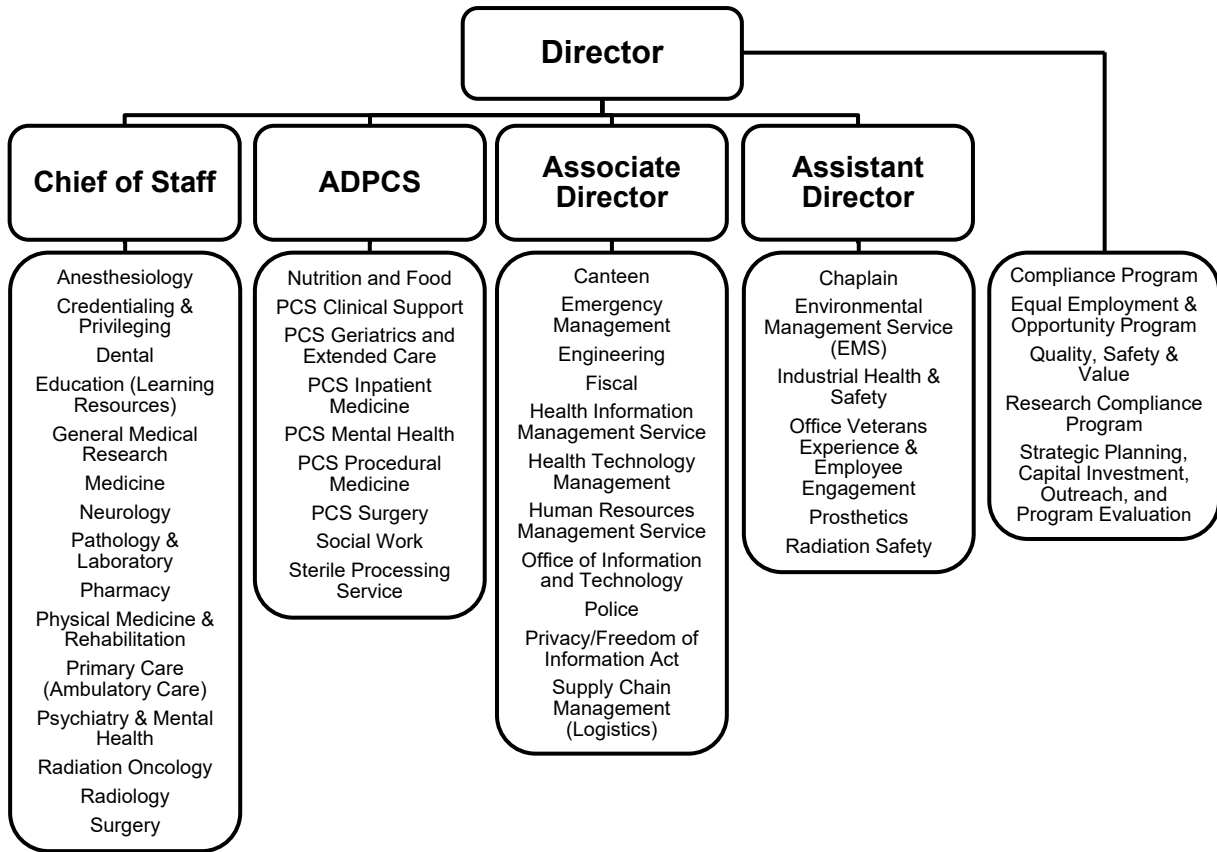 Director
Chief of Staff
ADPCS
Associate
Director
Assistant
Director
Anesthesiology
Credentialing &
Privileging
Dental
Education (Learning
Resources)
General Medical
Research
Medicine
Neurology
Pathology &
Laboratory
Pharmacy
Physical Medicine &
Rehabilitation
Primary Care
(Ambulatory Care)
Psychiatry & Mental
Health
Radiation Oncology
Radiology
Surgery
Nutrition and Food
PCS Clinical Support
PCS Geriatrics and
Extended Care
PCS Inpatient
Medicine
PCS Mental Health
PCS Procedural
Medicine
PCS Surgery
Social Work
Sterile Processing
Service
Canteen
Emergency
Management
Engineering
Fiscal
Health Information
Management Service
Health Technology
Management
Human Resources
Management Service
Office of Information
and Technology
Police
Privacy/Freedom of
Information Act
Supply Chain
Management
(Logistics)
Chaplain
Environmental
Management Service
(EMS)
Industrial Health &
Safety
Office Veterans
Experience &
Employee
Engagement
Prosthetics
Radiation Safety
Compliance Program
Equal Employment &
Opportunity Program
Quality, Safety &
Value
Research Compliance
Program
Strategic Planning,
Capital Investment,
Outreach, and
Program Evaluation